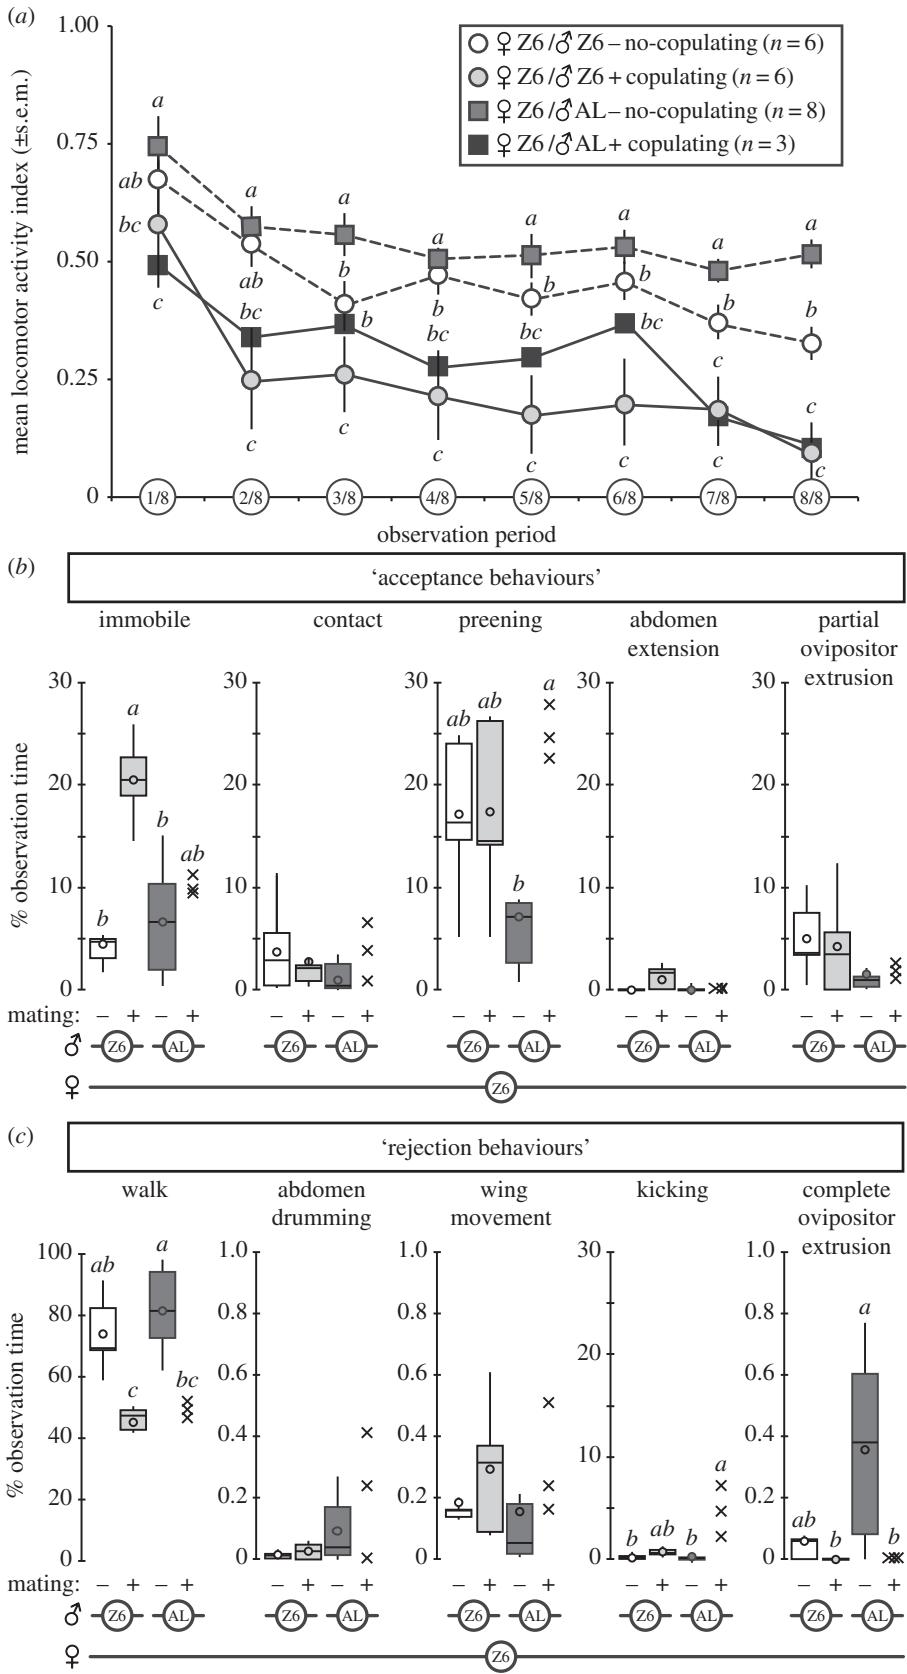 (a)
1.00
0.75
0.50
0.25
0
mean locomotor activity index (±s.e.m.)
♀ Z6/♂ Z6 – no-copulating (n = 6)
♀ Z6/♂ Z6 + copulating (n = 6)
♀ Z6/♂ AL – no-copulating (n = 8)
♀ Z6/♂ AL + copulating (n = 3)
a a a a a a a a
ab ab b b b b b b
bc bc b bc bc bc c c
c c c c c c c c
1/8 2/8 3/8 4/8 5/8 6/8 7/8 8/8
observation period
(b)
‘acceptance behaviours’
immobile contact preening abdomen extension partial ovipositor extrusion
% observation time
30 30 30 30 30
20 20 20 20 20
10 10 10 10 10
0 0 0 0 0
b a b ab
ab ab b a
mating: – + – + – + – + – + – + – + – + – + – +
♂ Z6 AL Z6 AL Z6 AL Z6 AL Z6 AL
♀ Z6
(c)
‘rejection behaviours’
walk abdomen drumming wing movement kicking complete ovipositor extrusion
% observation time
100 1.0 1.0 30 1.0
80 0.8 0.8 0.8
60 0.6 0.6 20 0.6
40 0.4 0.4 10 0.4
20 0.2 0.2 0.2
0 0 0 0 0
ab c a bc
b ab b a
ab b a b
mating: – + – + – + – + – + – + – + – + – + – +
♂ Z6 AL Z6 AL Z6 AL Z6 AL Z6 AL
♀ Z6